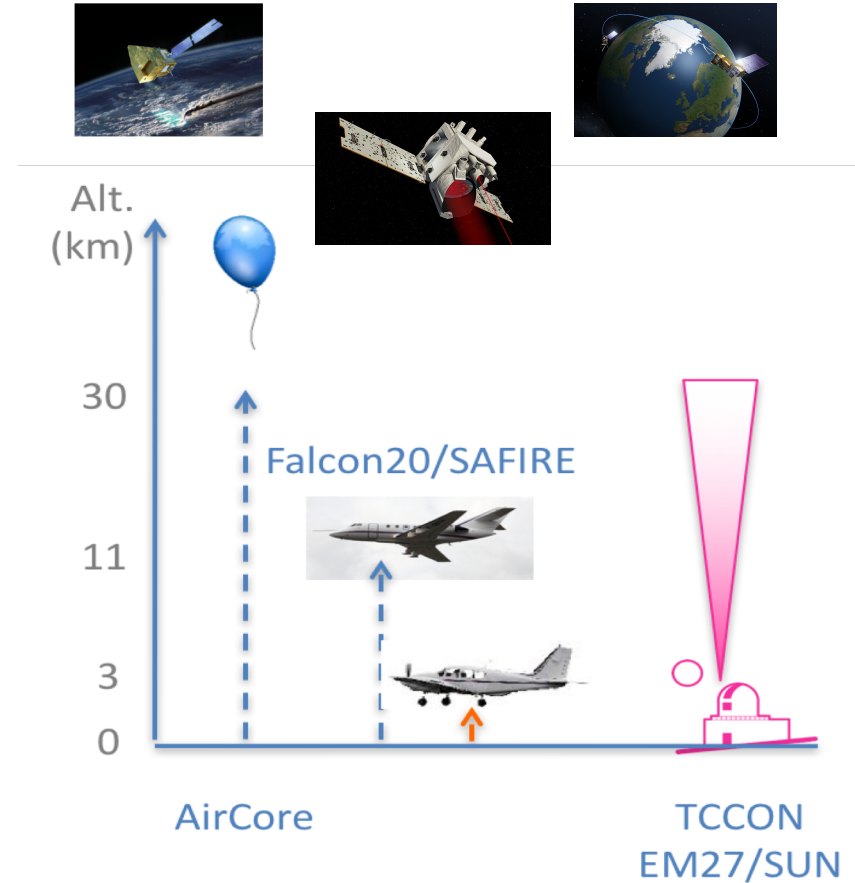 Alt.
(km)
30
Falcon20/SAFIRE
11
3
0
AirCore
TCCON
EM27/SUN